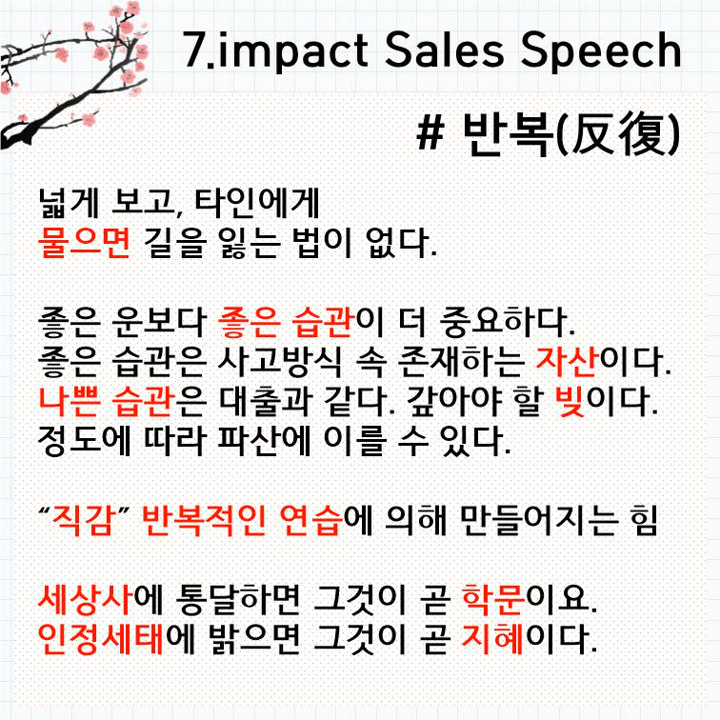 7.impact Sales Speech
# 반복(反復)
넓게 보고, 타인에게
물으면 길을 잃는 법이 없다.
좋은 운보다 좋은 습관이 더 중요하다.
좋은 습관은 사고방식 속 존재하는 자산이다.
나쁜 습관은 대출과 같다. 갚아야 할 빚이다.
정도에 따라 파산에 이를 수 있다.
“직감” 반복적인 연습에 의해 만들어지는 힘
세상사에 통달하면 그것이 곧 학문이요.
인정세태에 밝으면 그것이 곧 지혜이다.